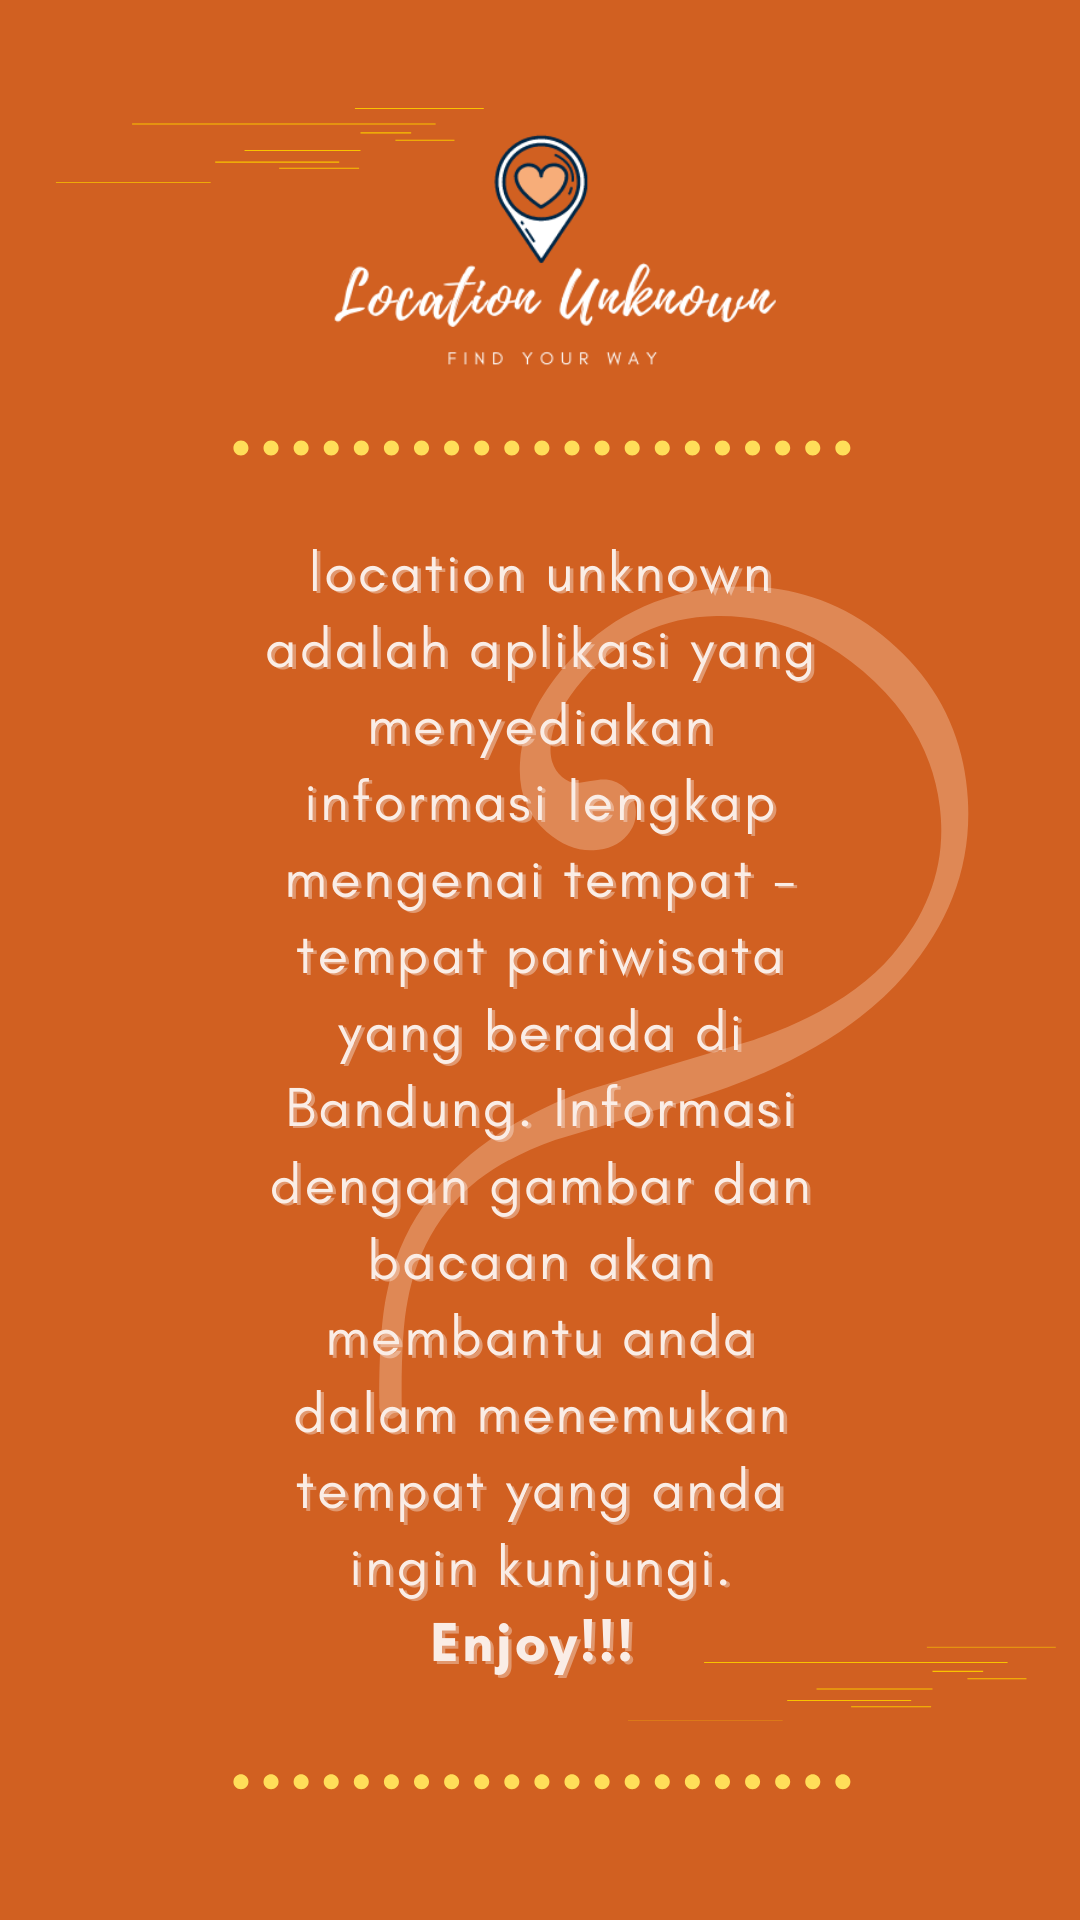 Location Unknown
FIND YOUR WAY
location unknown
adalah aplikasi yang
menyediakan
informasi lengkap
mengenai tempat -
tempat pariwisata
yang berada di
Bandung. Informasi
dengan gambar dan
bacaan akan
membantu anda
dalam menemukan
tempat yang anda
ingin kunjungi.
Enjoy!!!